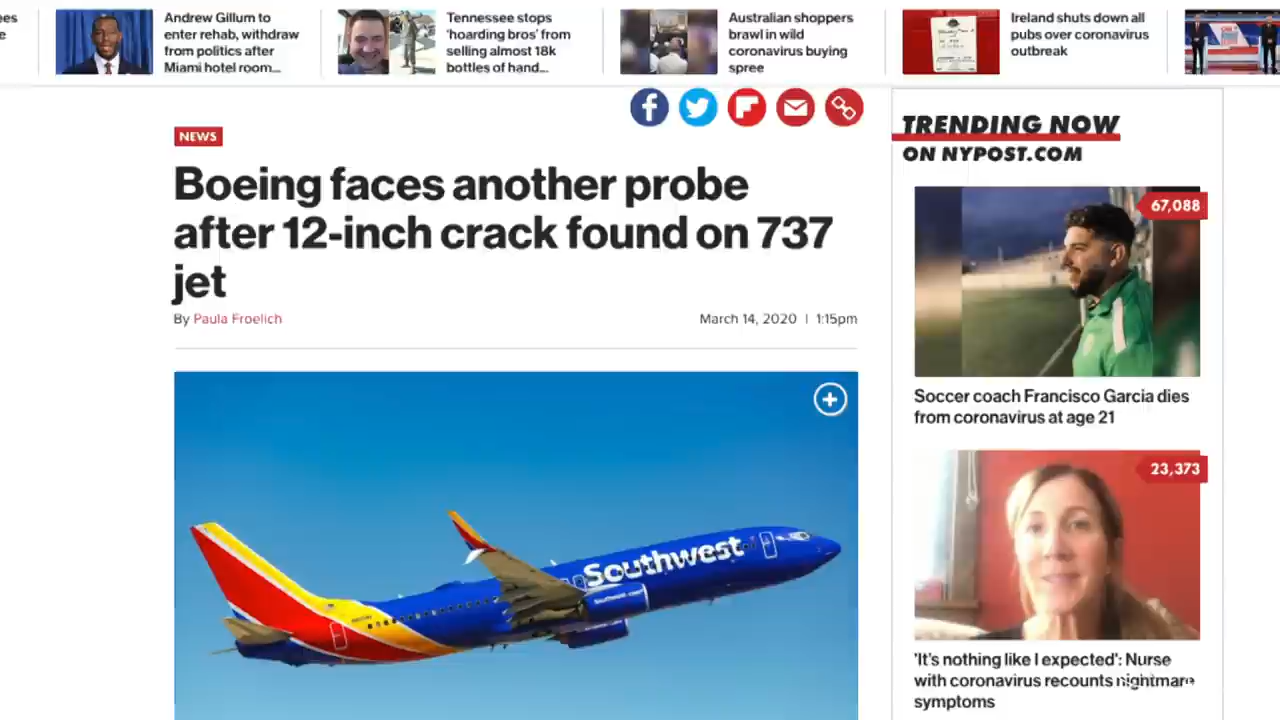 ees
e
Andrew Gillum to
enter rehab, withdraw
from politics after
Miami hotel room...
Tennessee stops
'hoarding bros' from
selling almost 18k
bottles of hand...
Australian shoppers
brawl in wild
coronavirus buying
spree
Ireland shuts down all
pubs over coronavirus
outbreak
NEWS
Boeing faces another probe
after 12-inch crack found on 737
jet
By Paula Froelich
March 14, 2020 | 1:15pm
Southwest
TRENDING NOW
ON NYPOST.COM
67,088
Soccer coach Francisco Garcia dies
from coronavirus at age 21
23,373
'It's nothing like I expected': Nurse
with coronavirus recounts nightmare
symptoms